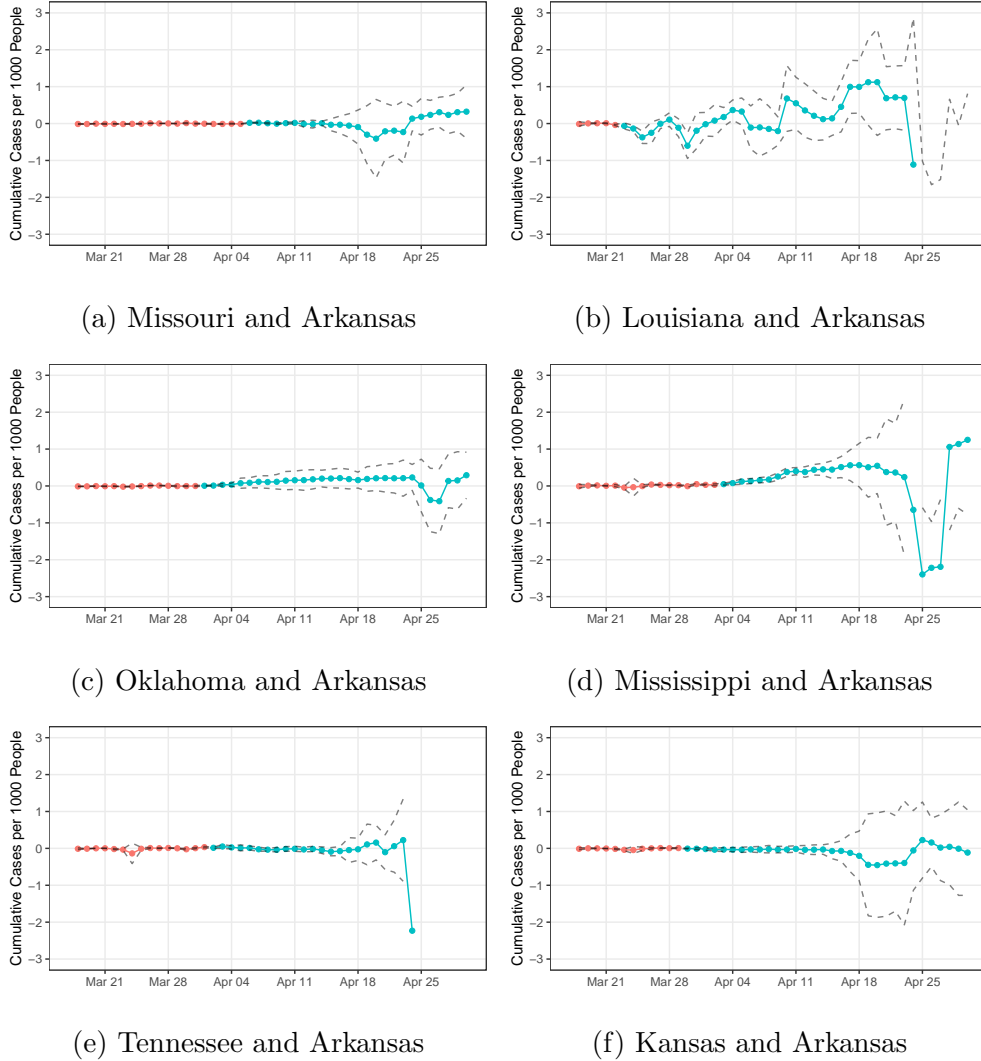 Cumulative Cases per 1000 People
3
2
1
0
−1
−2
−3
Mar 21 Mar 28 Apr 04 Apr 11 Apr 18 Apr 25
(a) Missouri and Arkansas
Cumulative Cases per 1000 People
3
2
1
0
−1
−2
−3
Mar 21 Mar 28 Apr 04 Apr 11 Apr 18 Apr 25
(b) Louisiana and Arkansas
Cumulative Cases per 1000 People
3
2
1
0
−1
−2
−3
Mar 21 Mar 28 Apr 04 Apr 11 Apr 18 Apr 25
(c) Oklahoma and Arkansas
Cumulative Cases per 1000 People
3
2
1
0
−1
−2
−3
Mar 21 Mar 28 Apr 04 Apr 11 Apr 18 Apr 25
(d) Mississippi and Arkansas
Cumulative Cases per 1000 People
3
2
1
0
−1
−2
−3
Mar 21 Mar 28 Apr 04 Apr 11 Apr 18 Apr 25
(e) Tennessee and Arkansas
Cumulative Cases per 1000 People
3
2
1
0
−1
−2
−3
Mar 21 Mar 28 Apr 04 Apr 11 Apr 18 Apr 25
(f) Kansas and Arkansas